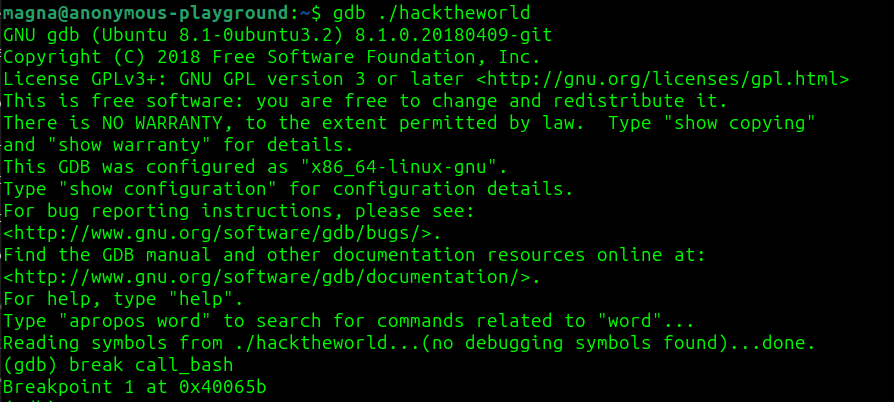 magna@anonymous-playground:~$ gdb ./hacktheworld
GNU gdb (Ubuntu 8.1-0ubuntu3.2) 8.1.0.20180409-git
Copyright (C) 2018 Free Software Foundation, Inc.
License GPLv3+: GNU GPL version 3 or later <http://gnu.org/licenses/gpl.html>
This is free software: you are free to change and redistribute it.
There is NO WARRANTY, to the extent permitted by law.  Type "show copying"
and "show warranty" for details.
This GDB was configured as "x86_64-linux-gnu".
Type "show configuration" for configuration details.
For bug reporting instructions, please see:
<http://www.gnu.org/software/gdb/bugs/>.
Find the GDB manual and other documentation resources online at:
<http://www.gnu.org/software/gdb/documentation/>.
For help, type "help".
Type "apropos word" to search for commands related to "word"...
Reading symbols from ./hacktheworld...(no debugging symbols found)...done.
(gdb) break call_bash
Breakpoint 1 at 0x40065b